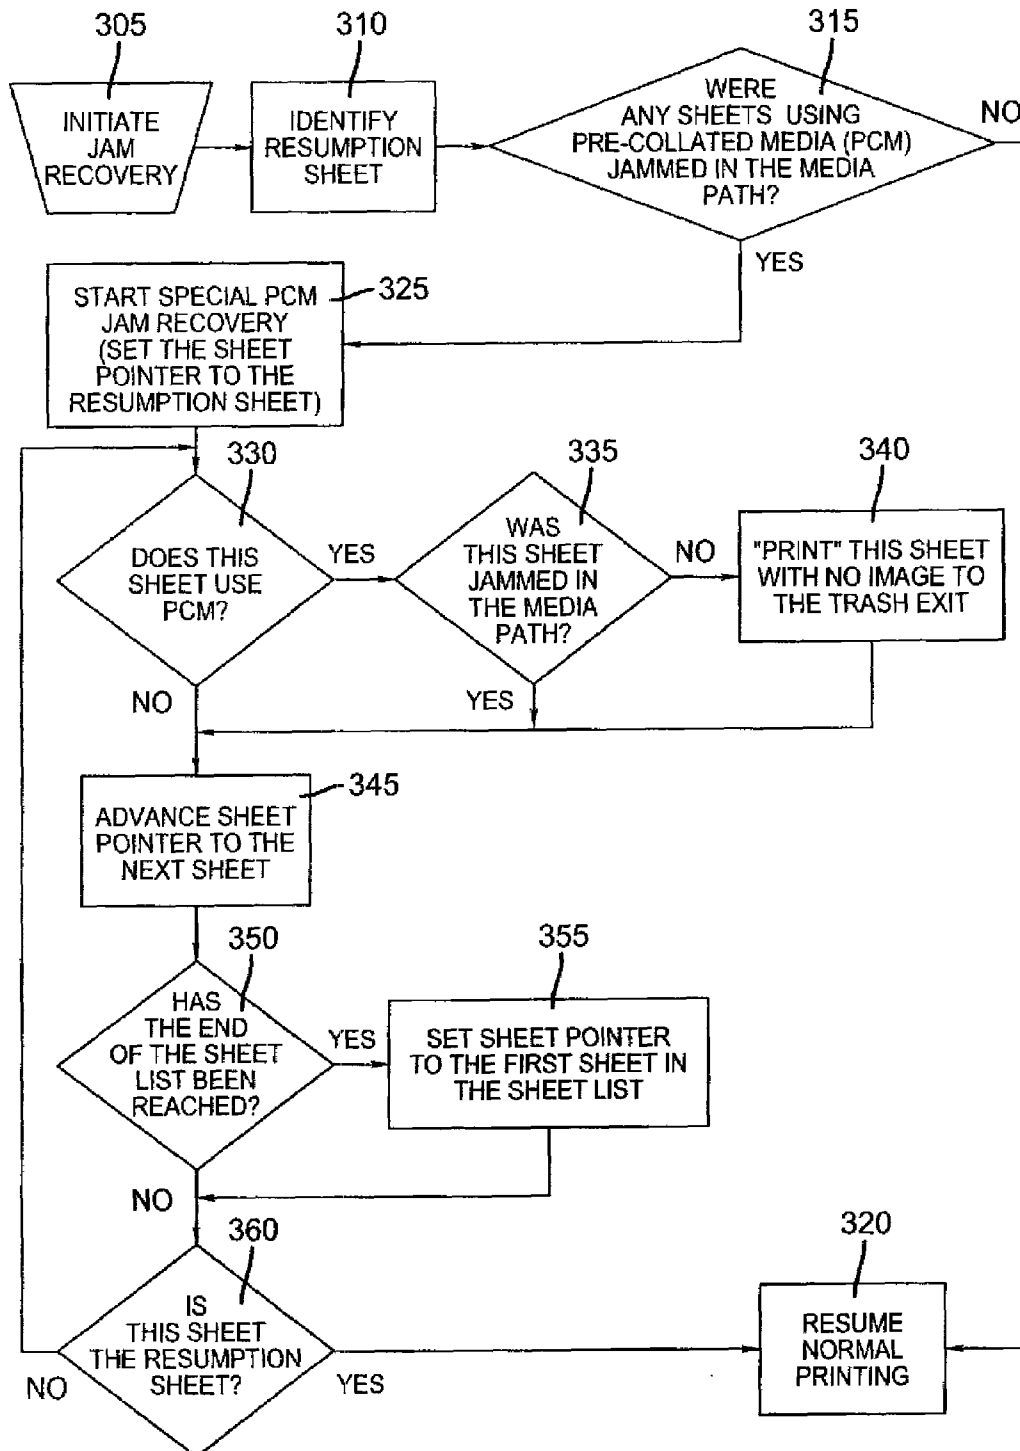 305
INITIATE
JAM
RECOVERY
310
IDENTIFY
RESUMPTION
SHEET
315
WERE
ANY SHEETS USING
PRE-COLLATED MEDIA (PCM)
JAMMED IN THE MEDIA
PATH?
NO
YES
325
START SPECIAL PCM
JAM RECOVERY
(SET THE SHEET
POINTER TO THE
RESUMPTION SHEET)
330
DOES THIS
SHEET USE
PCM?
YES
NO
335
WAS
THIS SHEET
JAMMED IN
THE MEDIA
PATH?
NO
YES
340
"PRINT" THIS SHEET
WITH NO IMAGE TO
THE TRASH EXIT
345
ADVANCE SHEET
POINTER TO THE
NEXT SHEET
350
HAS
THE END
OF THE SHEET
LIST BEEN
REACHED?
YES
NO
355
SET SHEET POINTER
TO THE FIRST SHEET IN
THE SHEET LIST
360
IS
THIS SHEET
THE RESUMPTION
SHEET?
NO
YES
320
RESUME
NORMAL
PRINTING